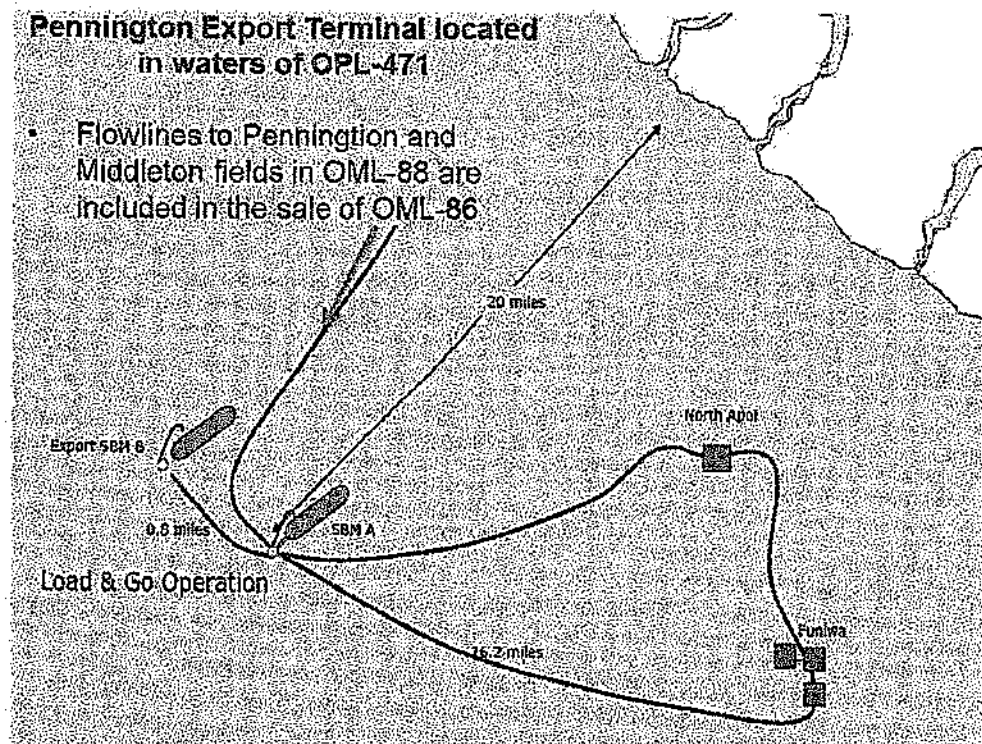 Pennington Export Terminal located
in waters of OPL-471
• Flowlines to Penningtion and
Middleton fields in OML-88 are
included in the sale of OML-86
20 miles
North Apoi
Export SBM B
SBM A
0.8 miles
Load & Go Operation
Funiwa
16.2 miles